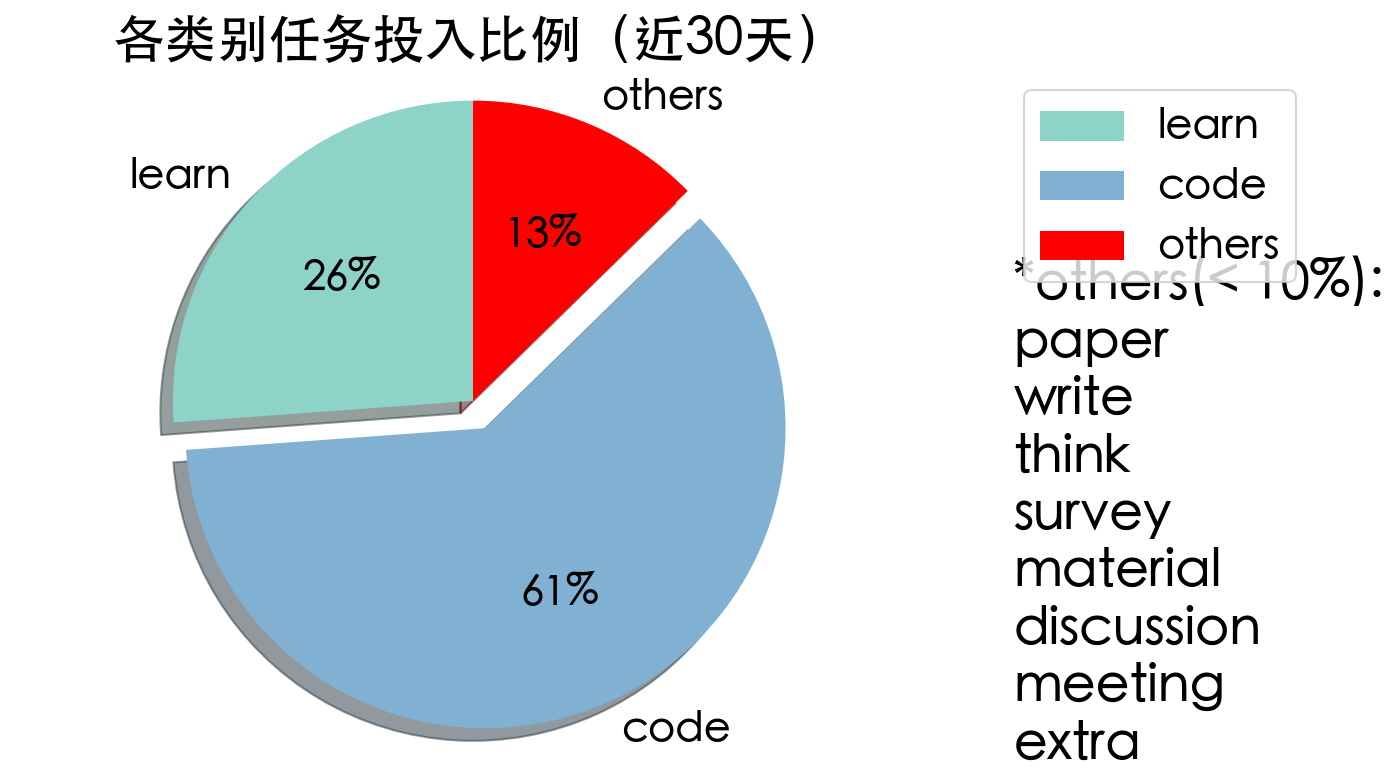 各类别任务投入比例（近30天）
others
learn
13%
26%
61%
code
learn
code
others
*others(< 10%):
paper
write
think
survey
material
discussion
meeting
extra